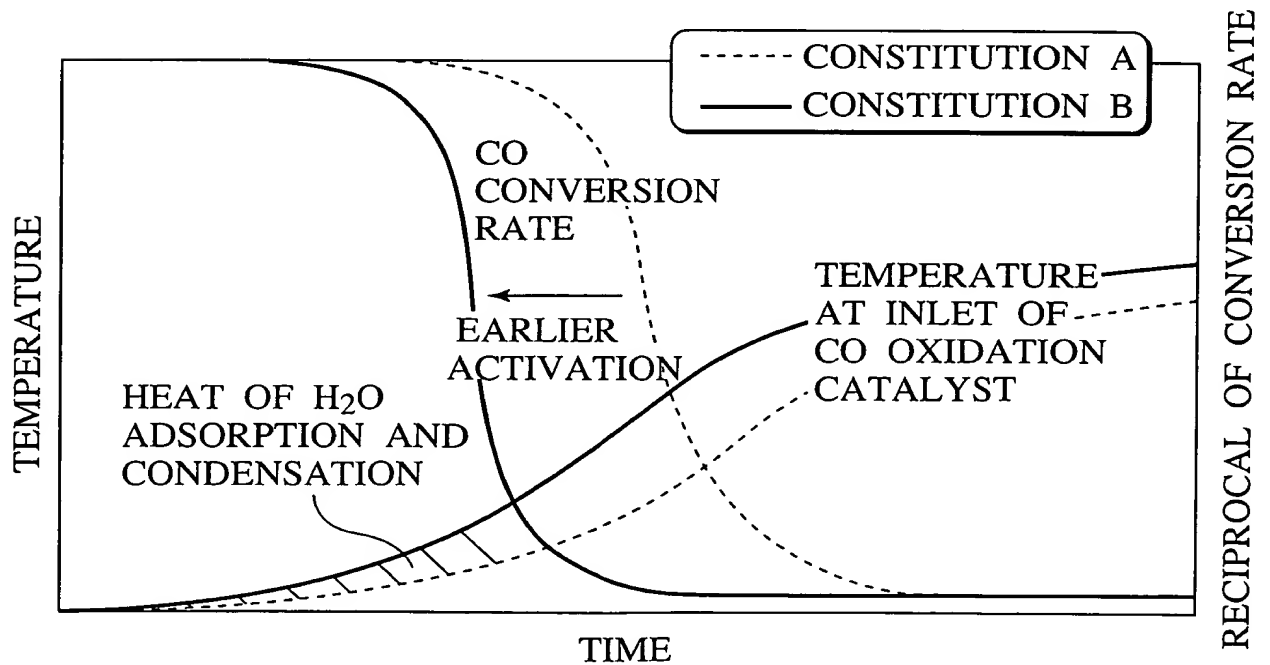 CONSTITUTION A
CONSTITUTION B
CO
CONVERSION
RATE
EARLIER
ACTIVATION
TEMPERATURE
AT INLET OF
CO OXIDATION
CATALYST
HEAT OF H₂O
ADSORPTION AND
CONDENSATION
TEMPERATURE
TIME
RECIPROCAL OF CONVERSION RATE